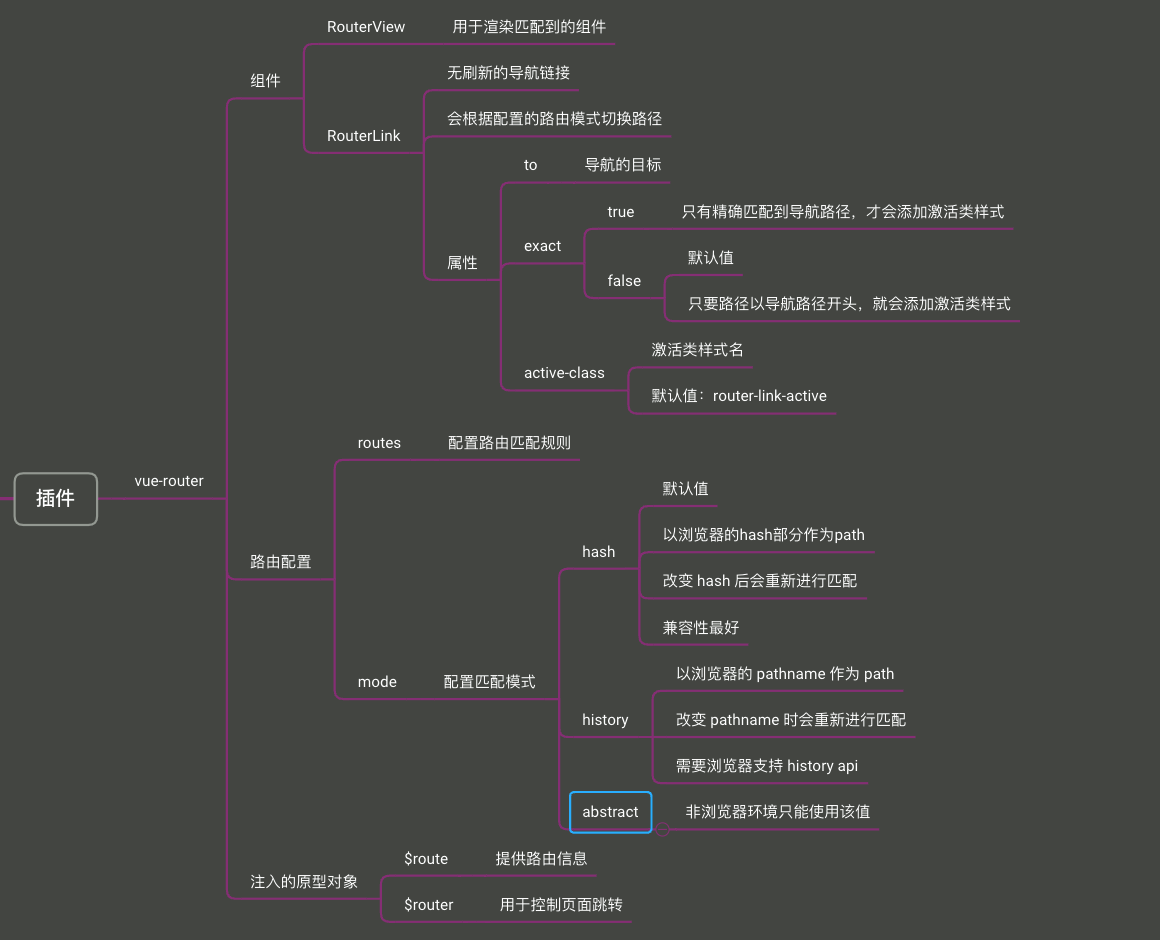 RouterView 用于渲染匹配到的组件
无刷新的导航链接
组件
会根据配置的路由模式切换路径
RouterLink
to 导航的目标
true 只有精确匹配到导航路径，才会添加激活类样式
exact
默认值
属性
false
只要路径以导航路径开头，就会添加激活类样式
激活类样式名
active-class
默认值：router-link-active
routes 配置路由匹配规则
vue-router
默认值
插件
以浏览器的hash部分作为path
hash
路由配置
改变 hash 后会重新进行匹配
兼容性最好
以浏览器的 pathname 作为 path
mode 配置匹配模式
history 改变 pathname 时会重新进行匹配
需要浏览器支持 history api
abstract 非浏览器环境只能使用该值
$route 提供路由信息
注入的原型对象
$router 用于控制页面跳转